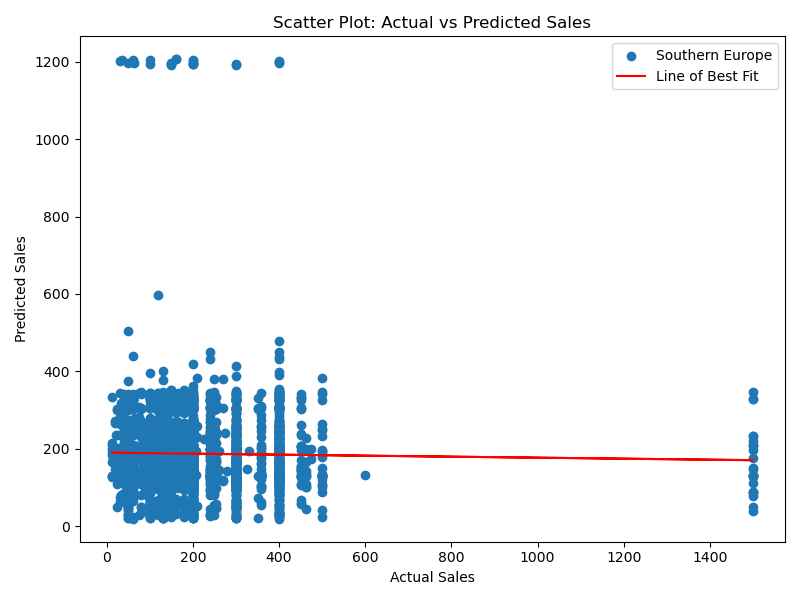 Scatter Plot: Actual vs Predicted Sales
Southern Europe
Line of Best Fit
1200
1000
800
600
400
200
0
Predicted Sales
0 200 400 600 800 1000 1200 1400
Actual Sales